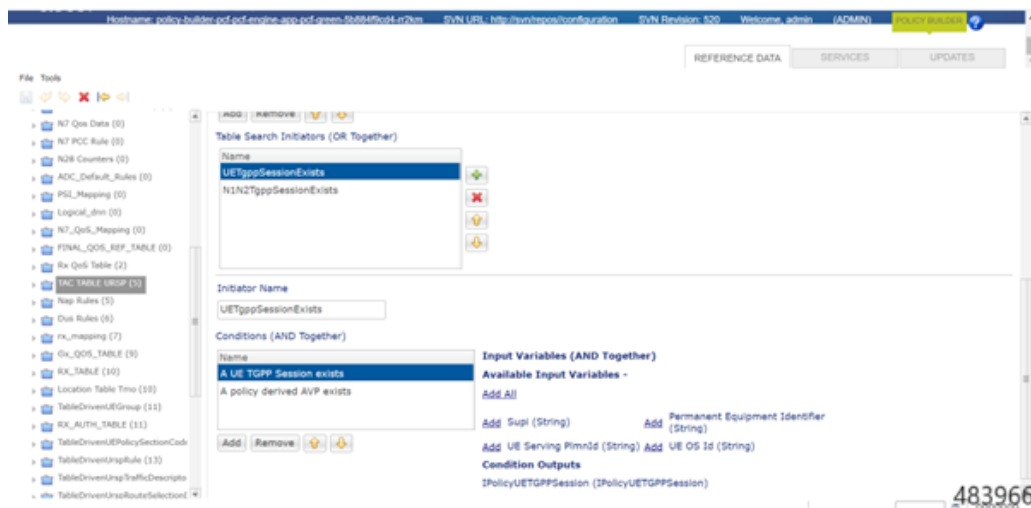 Hostname: policy-builder-pcf-pcf-engine-app-pcf-green-5b884f9cd4-rr2km SVN URL: http://svn/repos//configuration SVN Revision: 520 Welcome, admin (ADMIN) POLICY BUILDER ?
REFERENCE DATA SERVICES UPDATES
File Tools
N7 Qos Data (0)
N7 PCC Rule (0)
N28 Counters (0)
ADC_Default_Rules (0)
PSI_Mapping (0)
Logical_dnn (0)
N7_QoS_Mapping (0)
FINAL_QOS_REF_TABLE (0)
Rx QoS Table (2)
TAC TABLE URSP (5)
Nap Rules (5)
Dus Rules (6)
rx_mapping (7)
Gx_QOS_TABLE (9)
RX_TABLE (10)
Location Table Tmo (10)
TableDrivenUEGroup (11)
RX_AUTH_TABLE (11)
TableDrivenUEPolicySectionCode
TableDrivenUrspRule (13)
TableDrivenUrspTrafficDescripto
TableDrivenUrspRouteSelectionD
Add Remove
Table Search Initiators (OR Together)
Name
UETgppSessionExists
N1N2TgppSessionExists
Initiator Name
UETgppSessionExists
Conditions (AND Together)
Name
A UE TGPP Session exists
A policy derived AVP exists
Add Remove
Input Variables (AND Together)
Available Input Variables -
Add All
Add Supi (String) Add Permanent Equipment Identifier (String)
Add UE Serving PlmnId (String) Add UE OS Id (String)
Condition Outputs
IPolicyUETGPPSession (IPolicyUETGPPSession)
483966